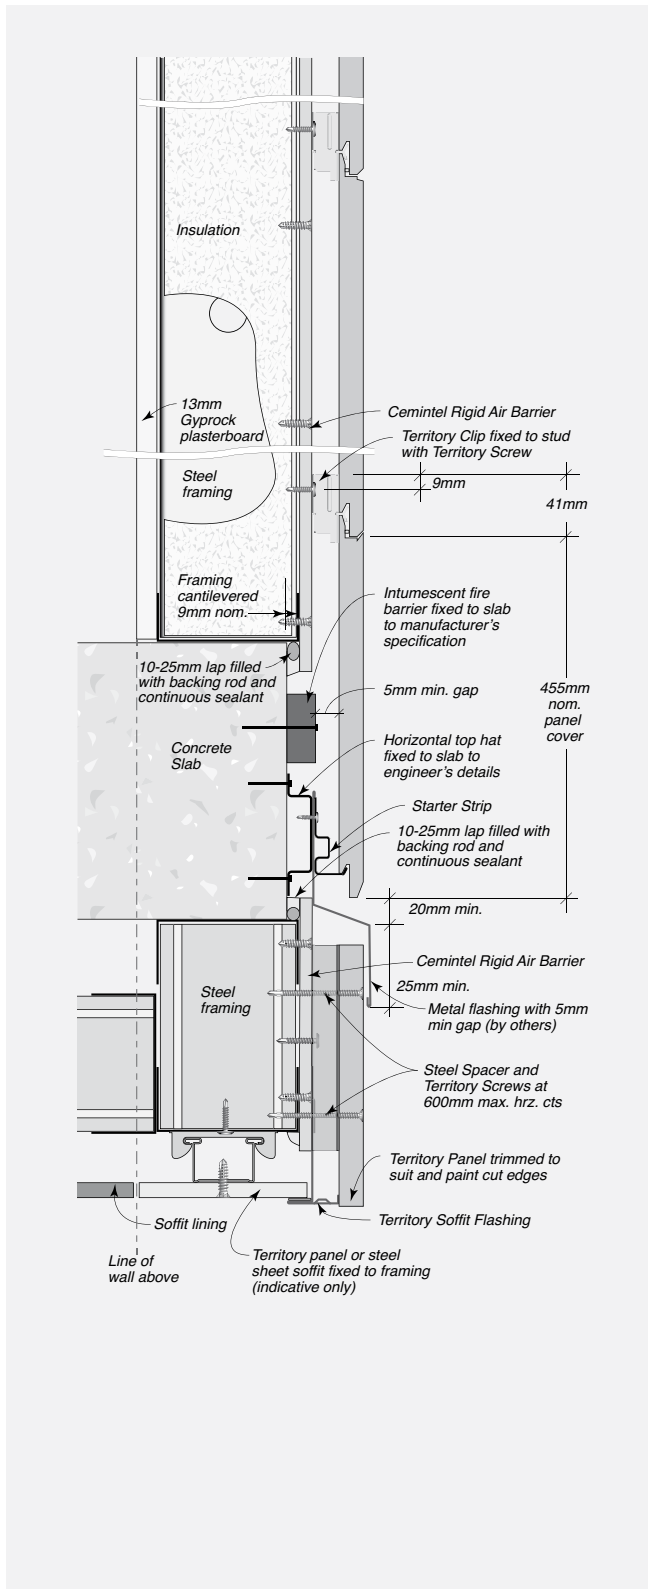 Insulation
13mm
Gyprock
plasterboard
Cemintel Rigid Air Barrier
Territory Clip fixed to stud
with Territory Screw
Steel
framing
9mm
41mm
Framing
cantilevered
9mm nom.
Intumescent fire
barrier fixed to slab
to manufacturer's
specification
10-25mm lap filled
with backing rod and
continuous sealant
5mm min. gap
455mm
nom.
panel
cover
Concrete
Slab
Horizontal top hat
fixed to slab to
engineer's details
Starter Strip
10-25mm lap filled with
backing rod and
continuous sealant
20mm min.
Cemintel Rigid Air Barrier
25mm min.
Steel
framing
Metal flashing with 5mm
min gap (by others)
Steel Spacer and
Territory Screws at
600mm max. hrz. cts
Territory Panel trimmed to
suit and paint cut edges
Territory Soffit Flashing
Soffit lining
Line of
wall above
Territory panel or steel
sheet soffit fixed to framing
(indicative only)